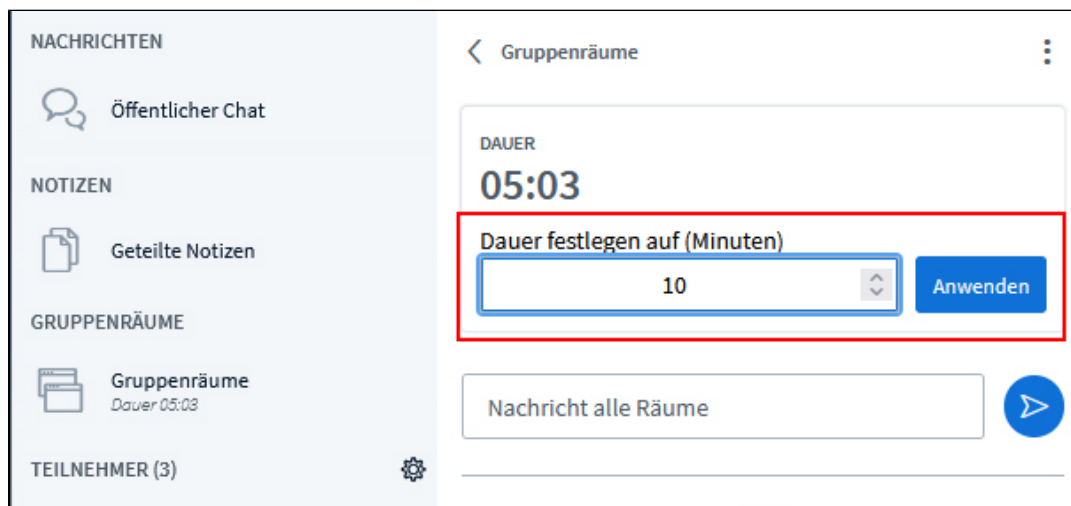 NACHRICHTEN
Öffentlicher Chat
NOTIZEN
Geteilte Notizen
GRUPPENRÄUME
Gruppenräume
Dauer 05:03
TEILNEHMER (3)
Gruppenräume
DAUER
05:03
Dauer festlegen auf (Minuten)
10
Anwenden
Nachricht alle Räume